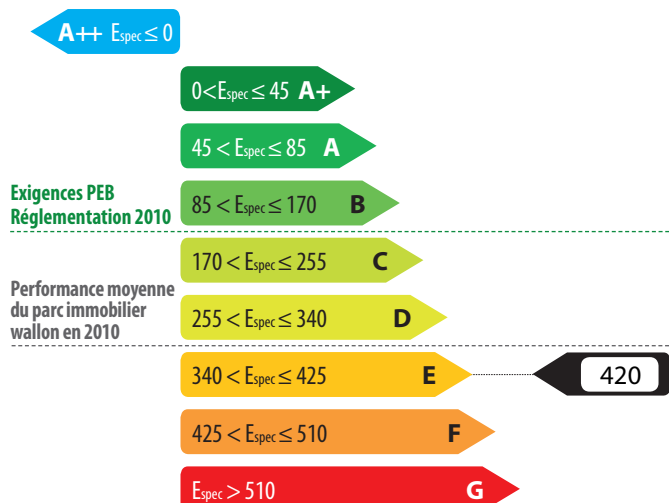 A++ Espec ≤ 0
0<Espec ≤ 45 A+
45 < Espec ≤ 85 A
Exigences PEB
Réglementation 2010
85 < Espec ≤ 170 B
170 < Espec ≤ 255 C
Performance moyenne
du parc immobilier
wallon en 2010
255 < Espec ≤ 340 D
340 < Espec ≤ 425 E
420
425 < Espec ≤ 510 F
Espec > 510 G